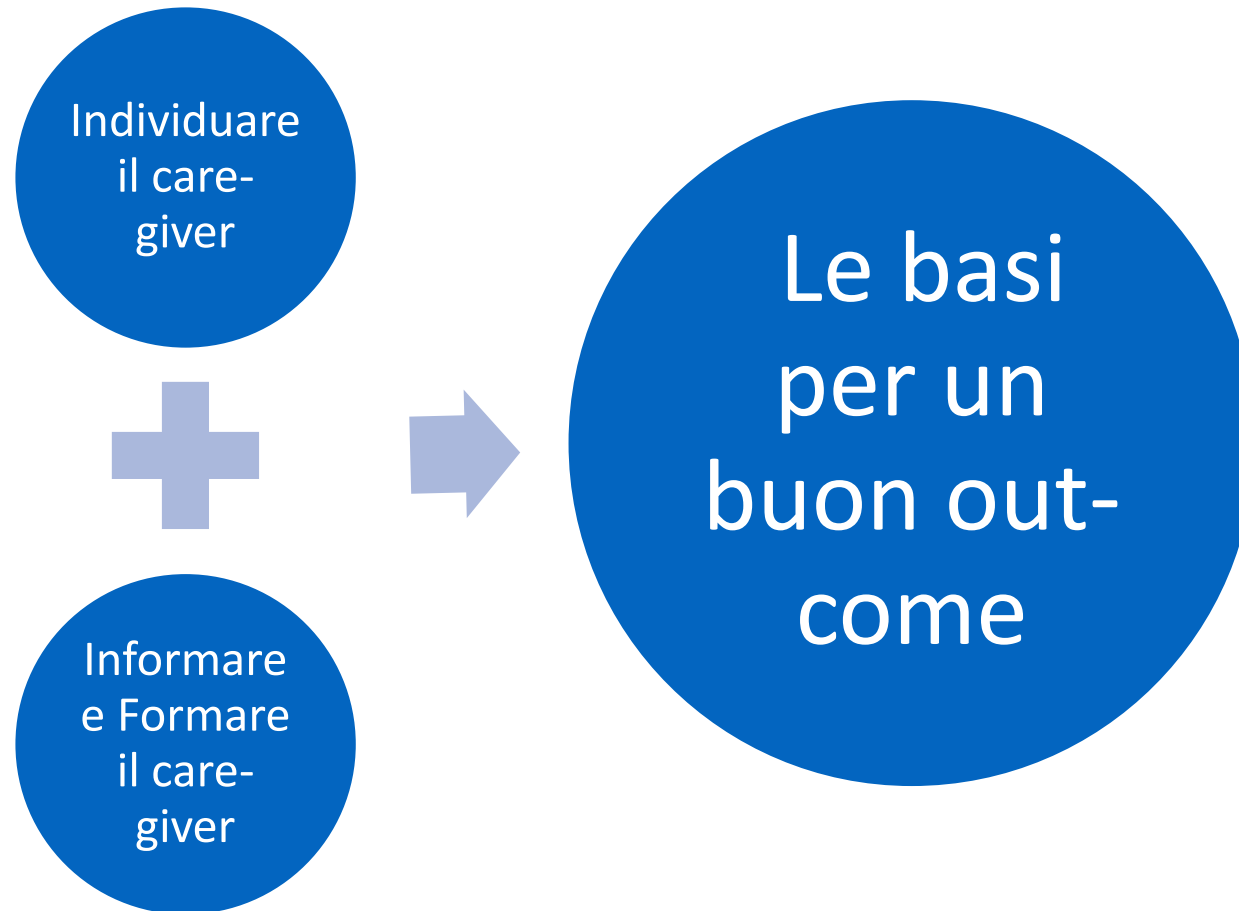 Individuare
il care-
giver
Informare
e Formare
il care-
giver
Le basi
per un
buon out-
come